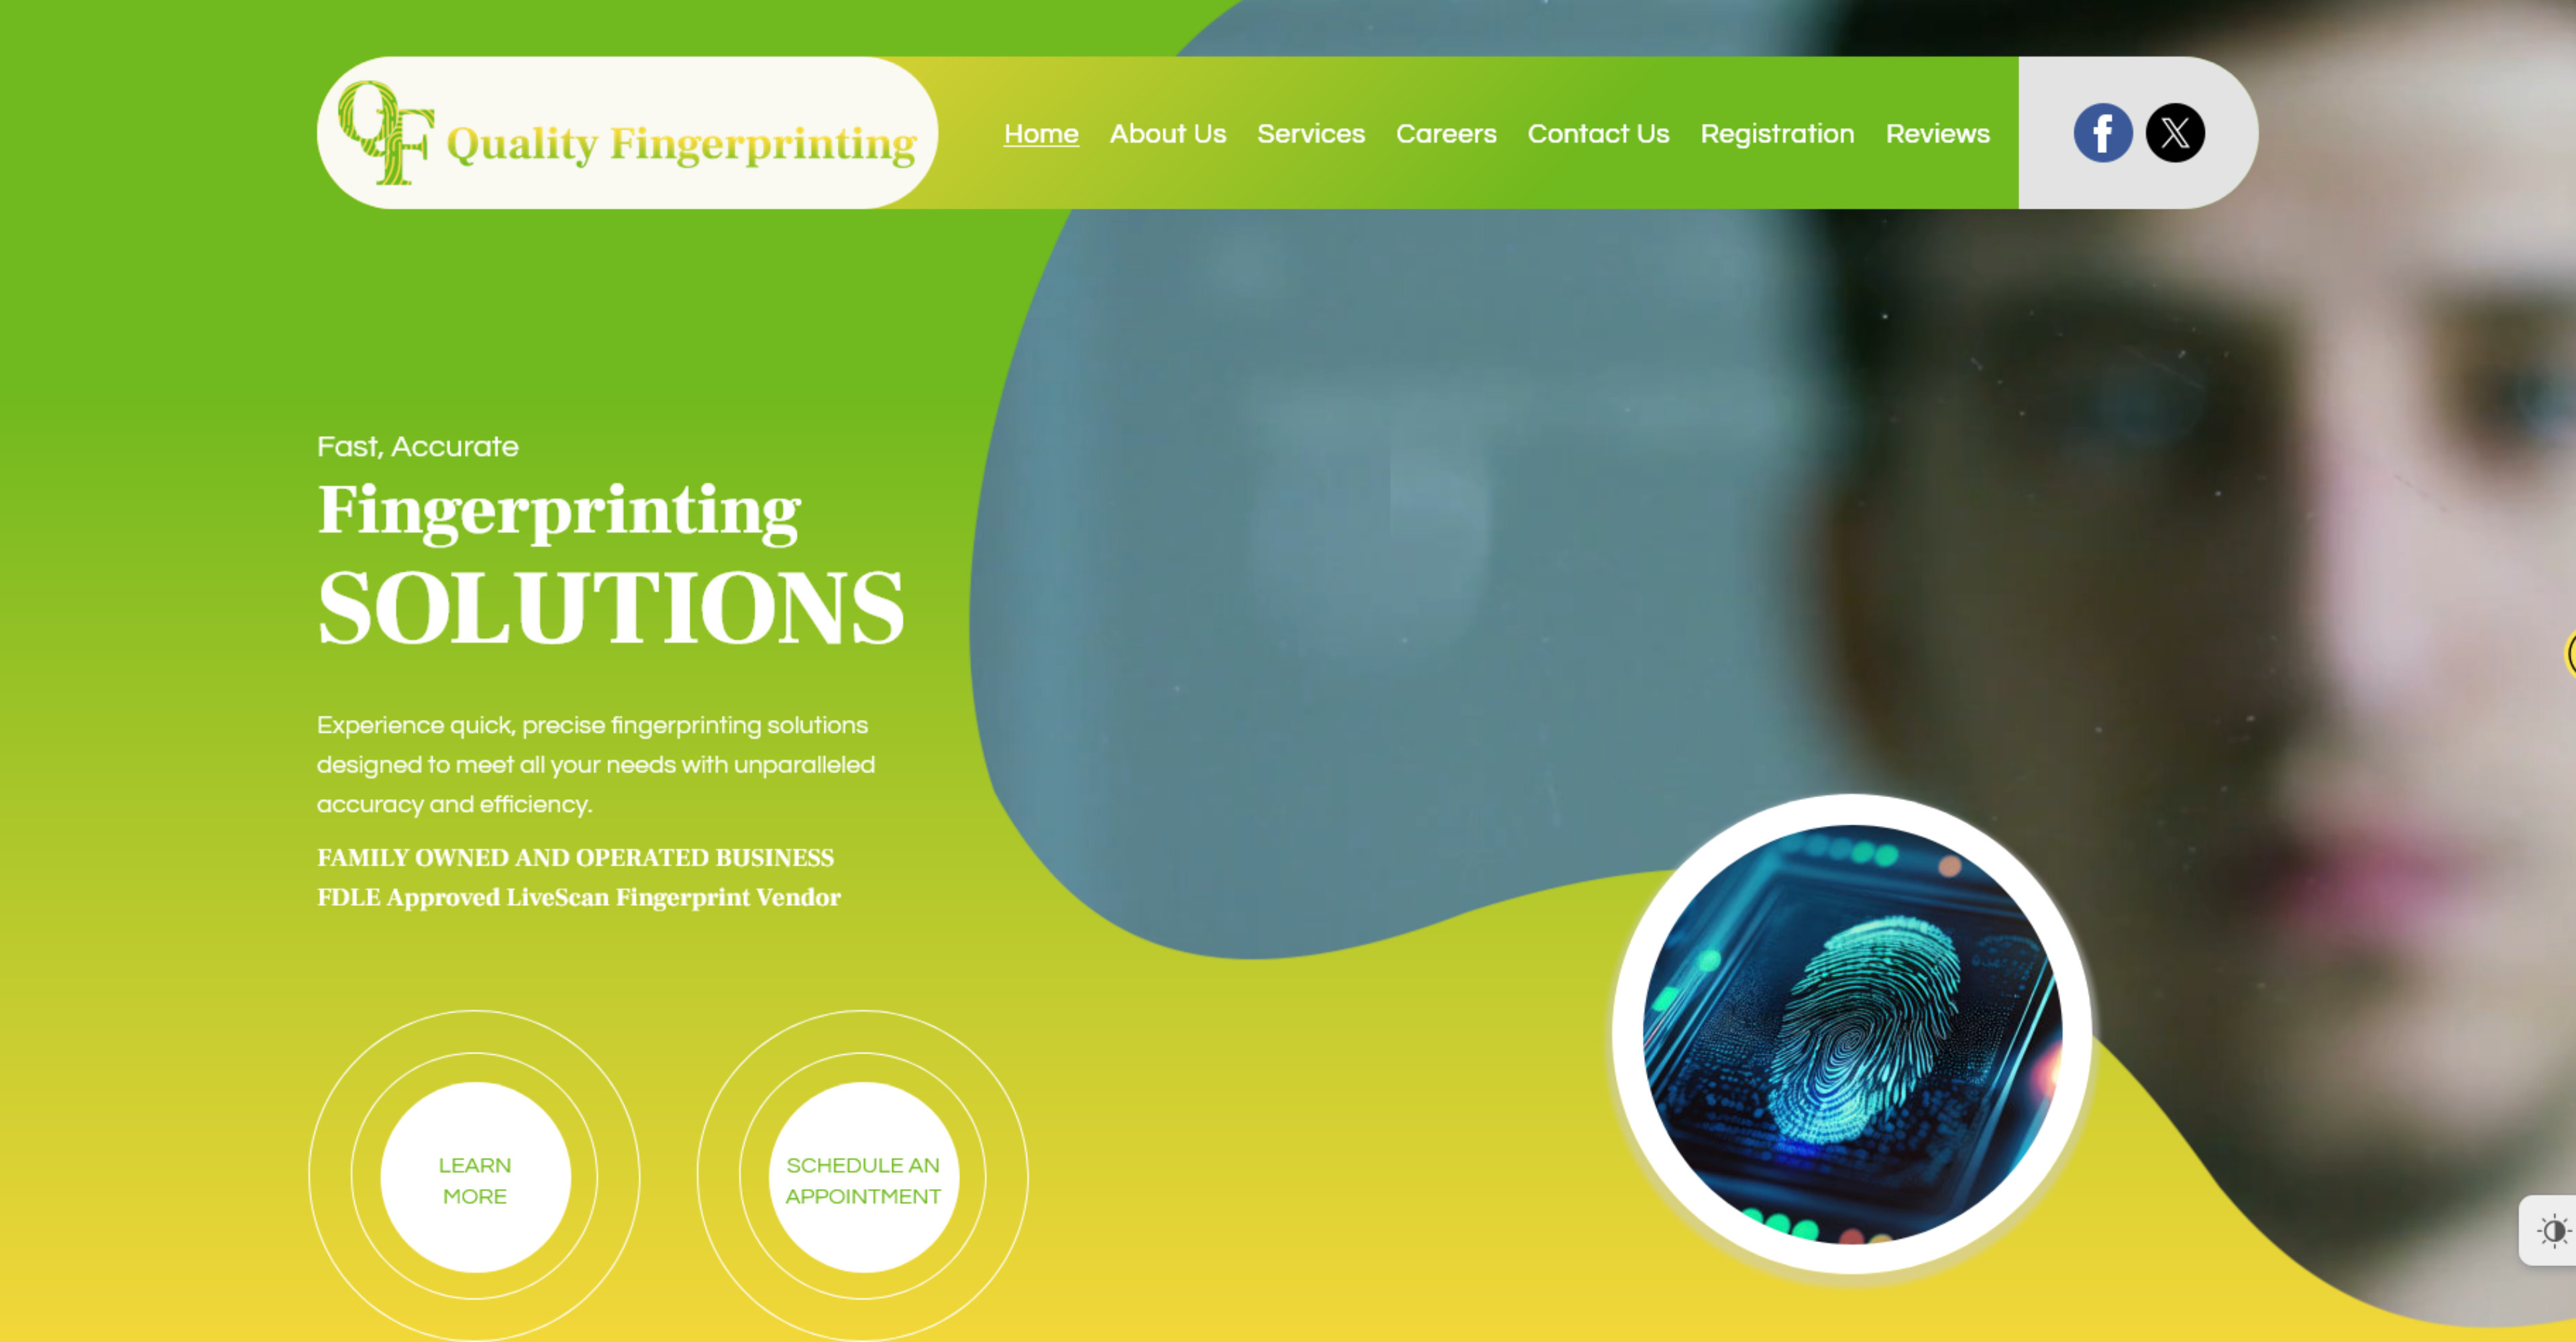 QF Quality Fingerprinting
Home About Us Services Careers Contact Us Registration Reviews
Fast, Accurate
Fingerprinting
SOLUTIONS
Experience quick, precise fingerprinting solutions
designed to meet all your needs with unparalleled
accuracy and efficiency.
FAMILY OWNED AND OPERATED BUSINESS
FDLE Approved LiveScan Fingerprint Vendor
LEARN
MORE
SCHEDULE AN
APPOINTMENT